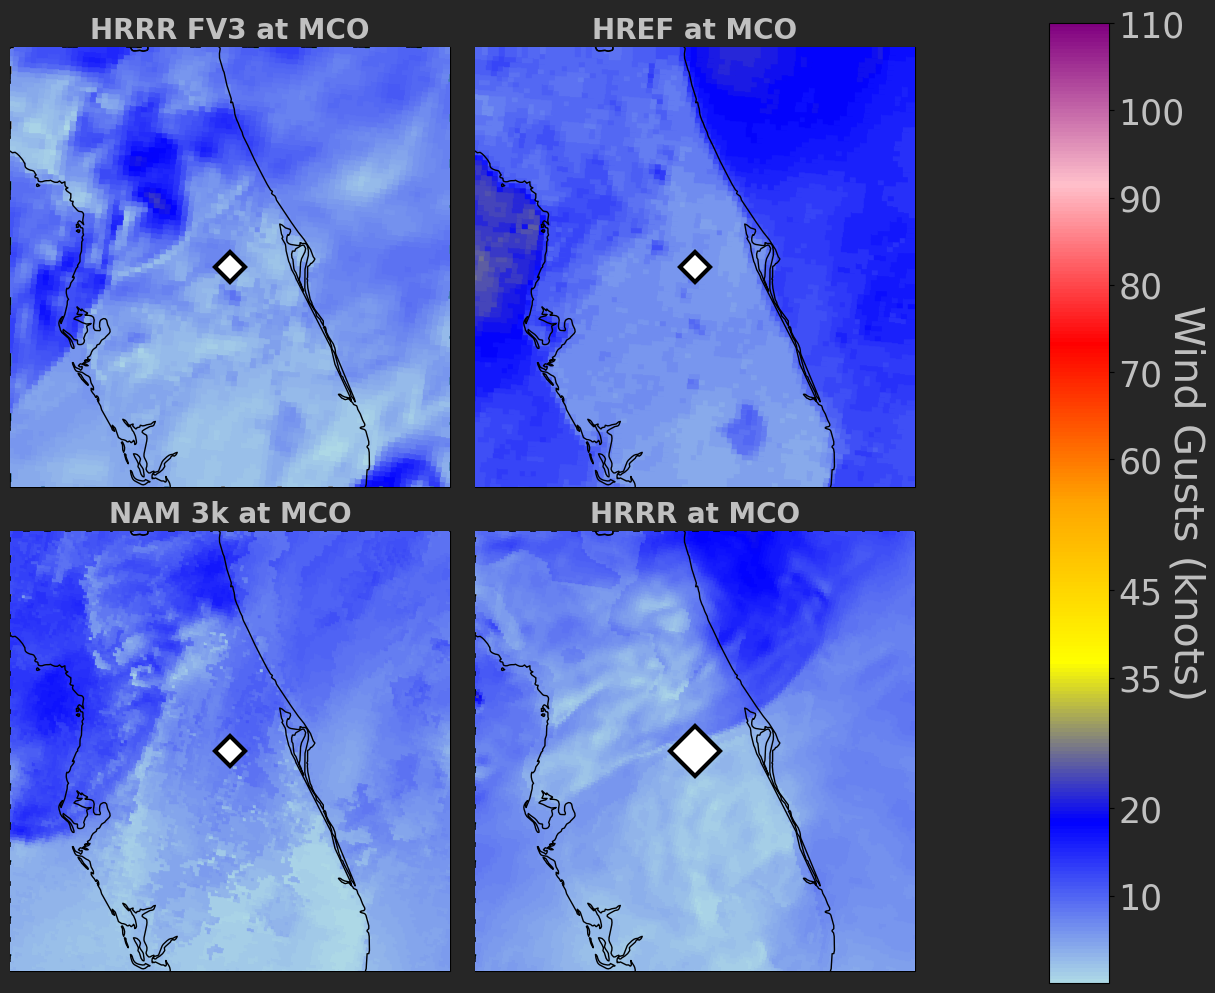 HRRR FV3 at MCO
HREF at MCO
NAM 3k at MCO
HRRR at MCO
110
100
90
80
70
60
45
35
20
10
Wind Gusts (knots)